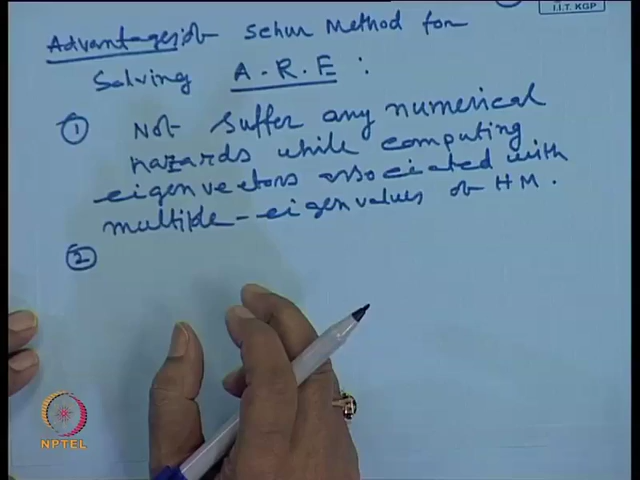 I.I.T. KGP
Advantages of Schur Method for
Solving A.R.E :
① Not suffer any numerical
hazards while computing
eigenvectors associated with
multiple-eigenvalues of HM.
②
NPTEL